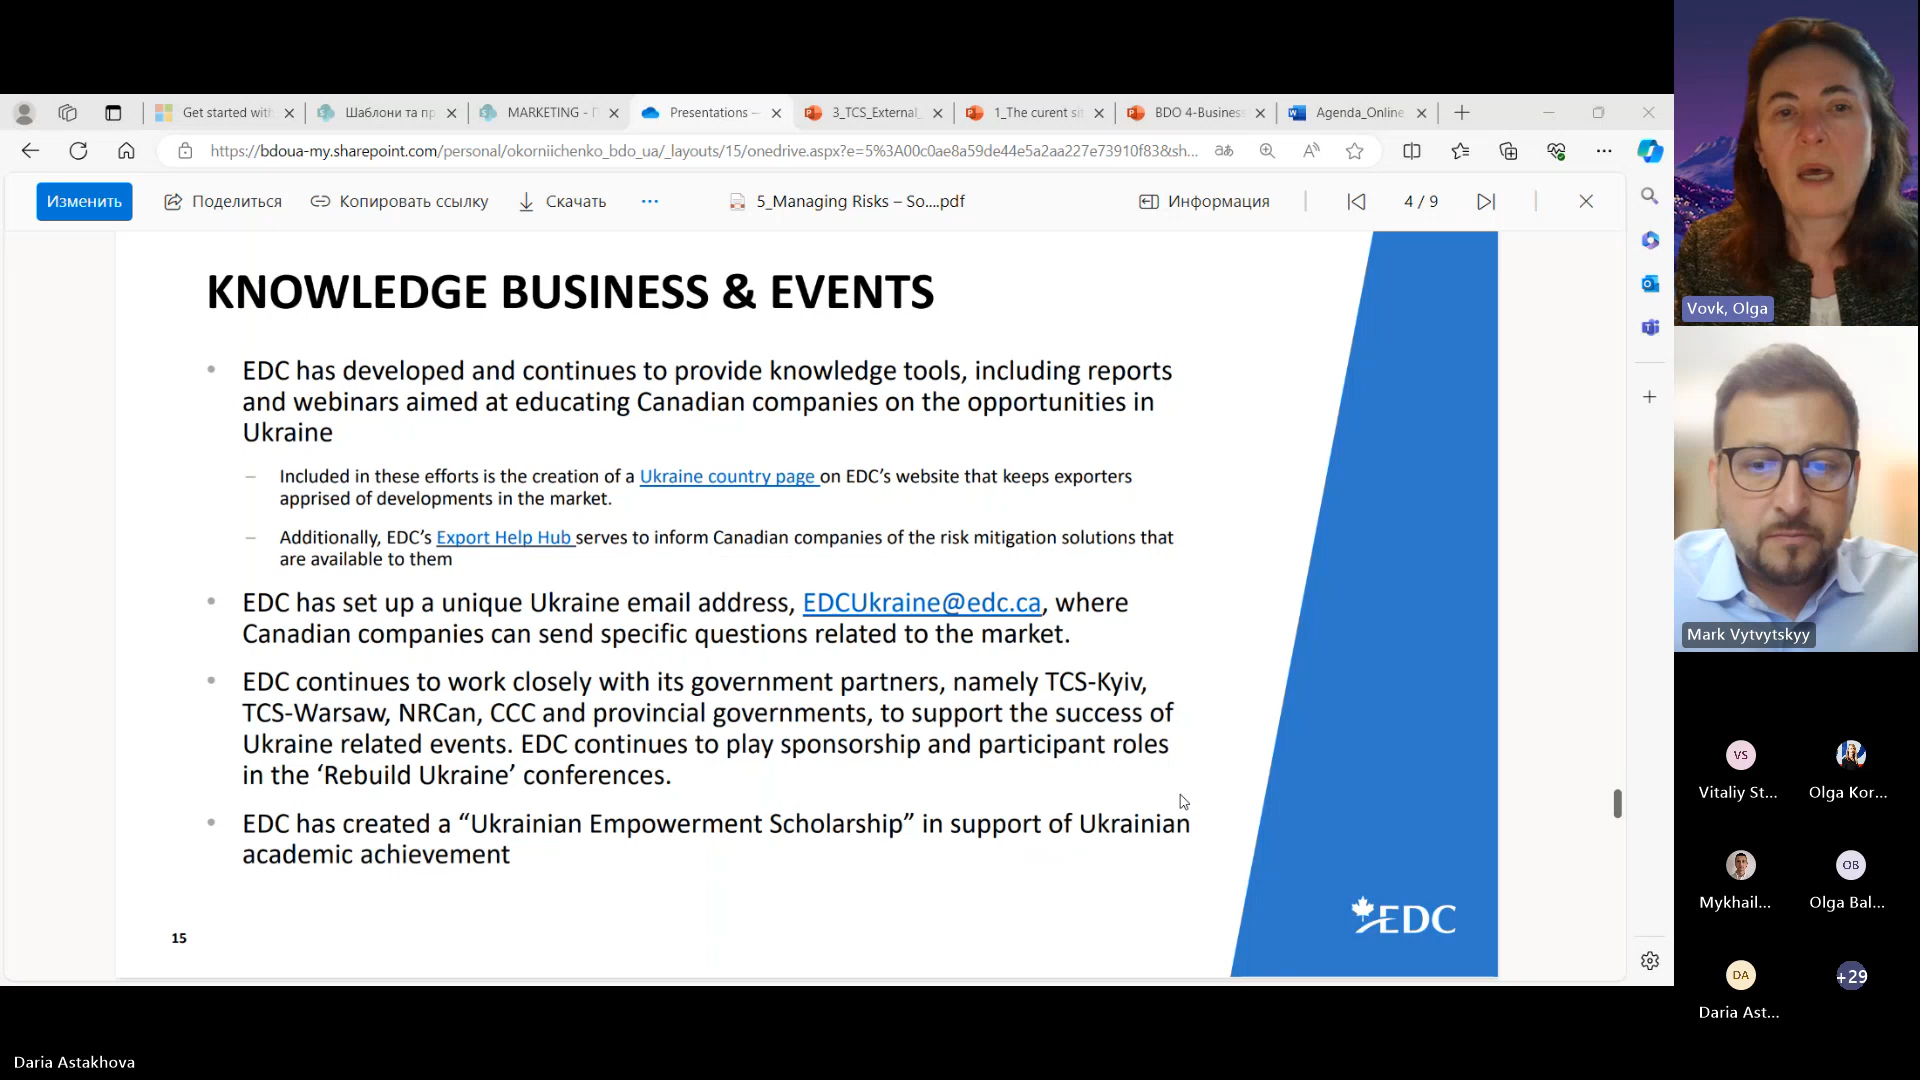 Get started with
Шаблони та пр
MARKETING - П
Presentations –
3_TCS_External_
1_The curent sit
BDO 4-Business
Agenda_Online
https://bdoua-my.sharepoint.com/personal/okorniichenko_bdo_ua/_layouts/15/onedrive.aspx?e=5%3A00c0ae8a59de44e5a2aa227e73910f83&sh...
Изменить
Поделиться
Копировать ссылку
Скачать
...
5_Managing Risks – So....pdf
Информация
4 / 9
KNOWLEDGE BUSINESS & EVENTS
• EDC has developed and continues to provide knowledge tools, including reports
and webinars aimed at educating Canadian companies on the opportunities in
Ukraine
– Included in these efforts is the creation of a Ukraine country page on EDC’s website that keeps exporters
apprised of developments in the market.
– Additionally, EDC’s Export Help Hub serves to inform Canadian companies of the risk mitigation solutions that
are available to them
• EDC has set up a unique Ukraine email address, EDCUkraine@edc.ca, where
Canadian companies can send specific questions related to the market.
• EDC continues to work closely with its government partners, namely TCS-Kyiv,
TCS-Warsaw, NRCan, CCC and provincial governments, to support the success of
Ukraine related events. EDC continues to play sponsorship and participant roles
in the ‘Rebuild Ukraine’ conferences.
• EDC has created a “Ukrainian Empowerment Scholarship” in support of Ukrainian
academic achievement
15
EDC
Vovk, Olga
Mark Vytvytskyy
VS
Vitaliy St...
Olga Kor...
Mykhail...
OB
Olga Bal...
DA
Daria Ast...
+29
Daria Astakhova